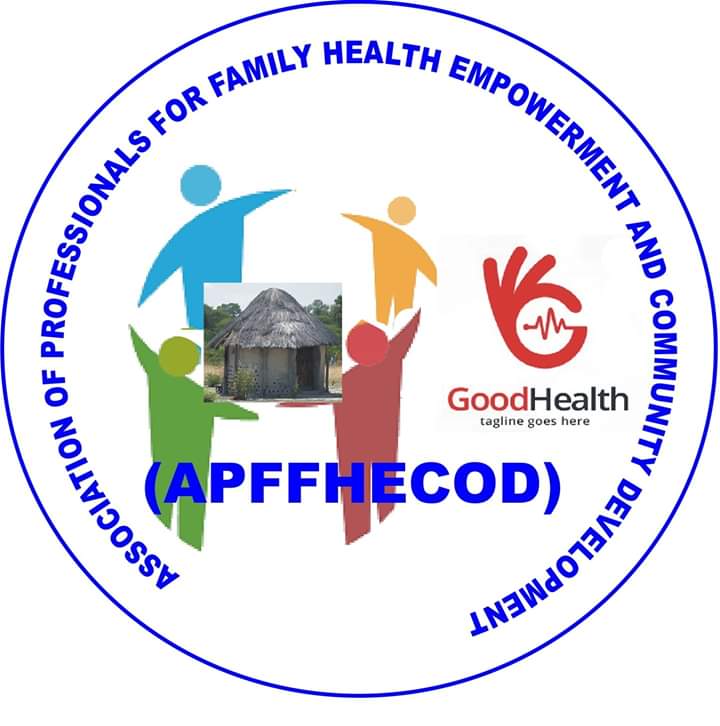 ASSOCIATION OF PROFESSIONALS FOR FAMILY HEALTH EMPOWERMENT AND COMMUNITY DEVELOPMENT
GoodHealth
tagline goes here
(APFFHECOD)